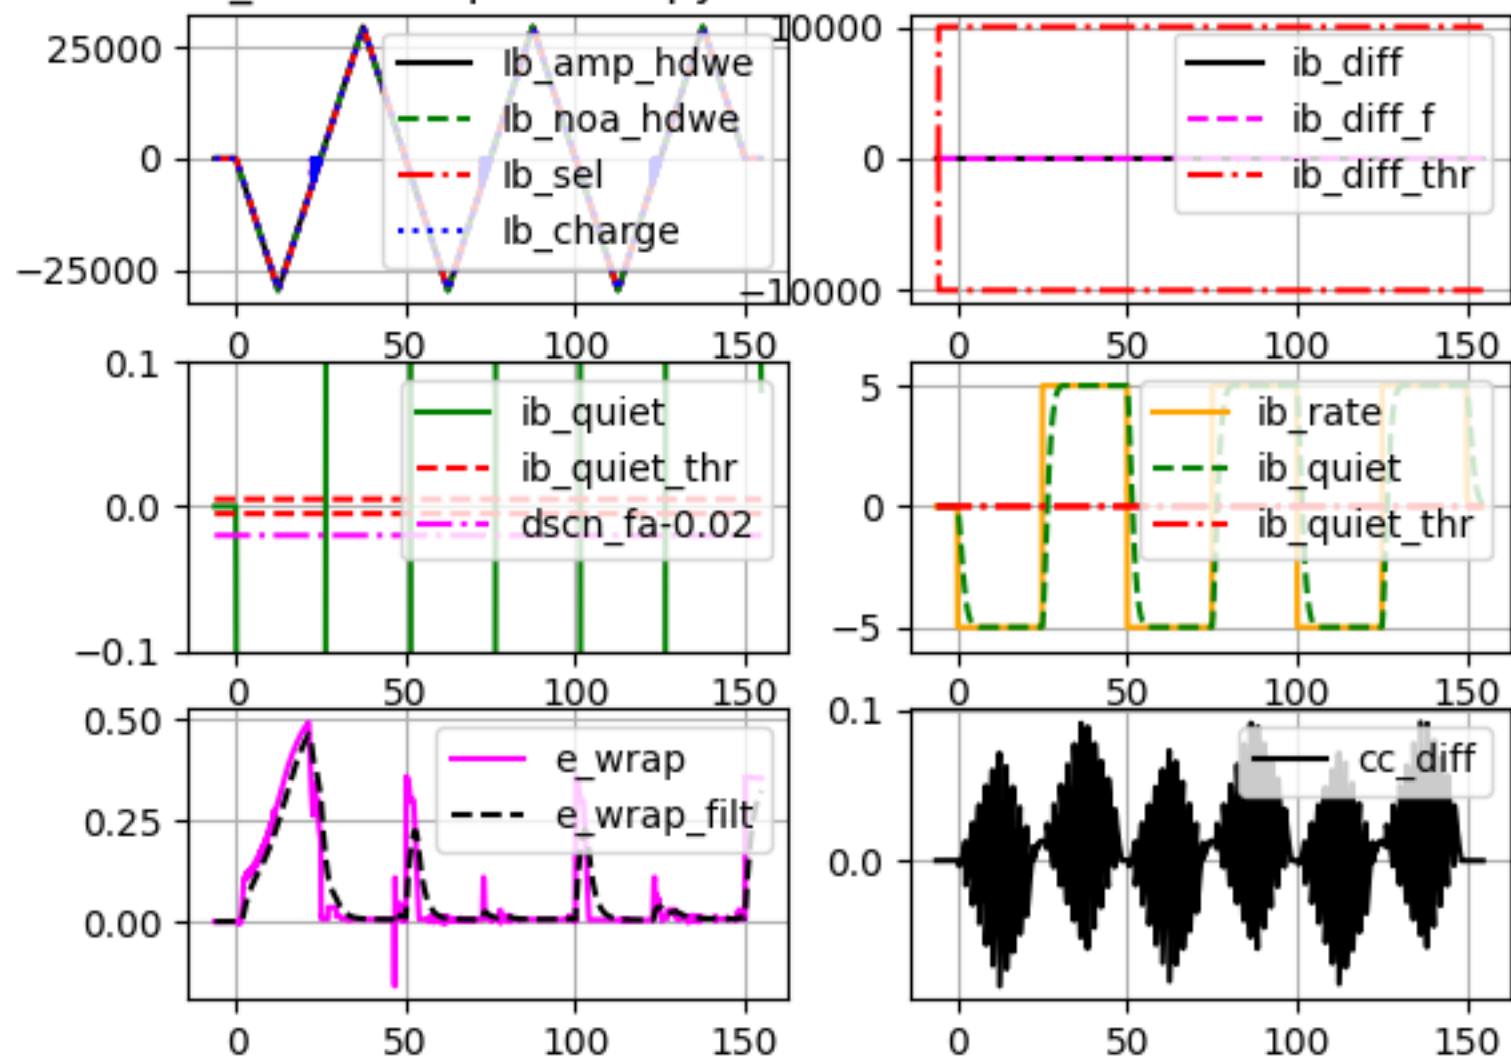 25000
0
−25000
0
50
100
150
Ib_amp_hdwe
Ib_noa_hdwe
Ib_sel
Ib_charge
10000
0
−10000
0
50
100
150
ib_diff
ib_diff_f
ib_diff_thr
0.1
0.0
−0.1
0
50
100
150
ib_quiet
ib_quiet_thr
dscn_fa-0.02
5
0
−5
0
50
100
150
ib_rate
ib_quiet
ib_quiet_thr
0.50
0.25
0.00
0
50
100
150
e_wrap
e_wrap_filt
0.1
0.0
0
50
100
150
cc_diff